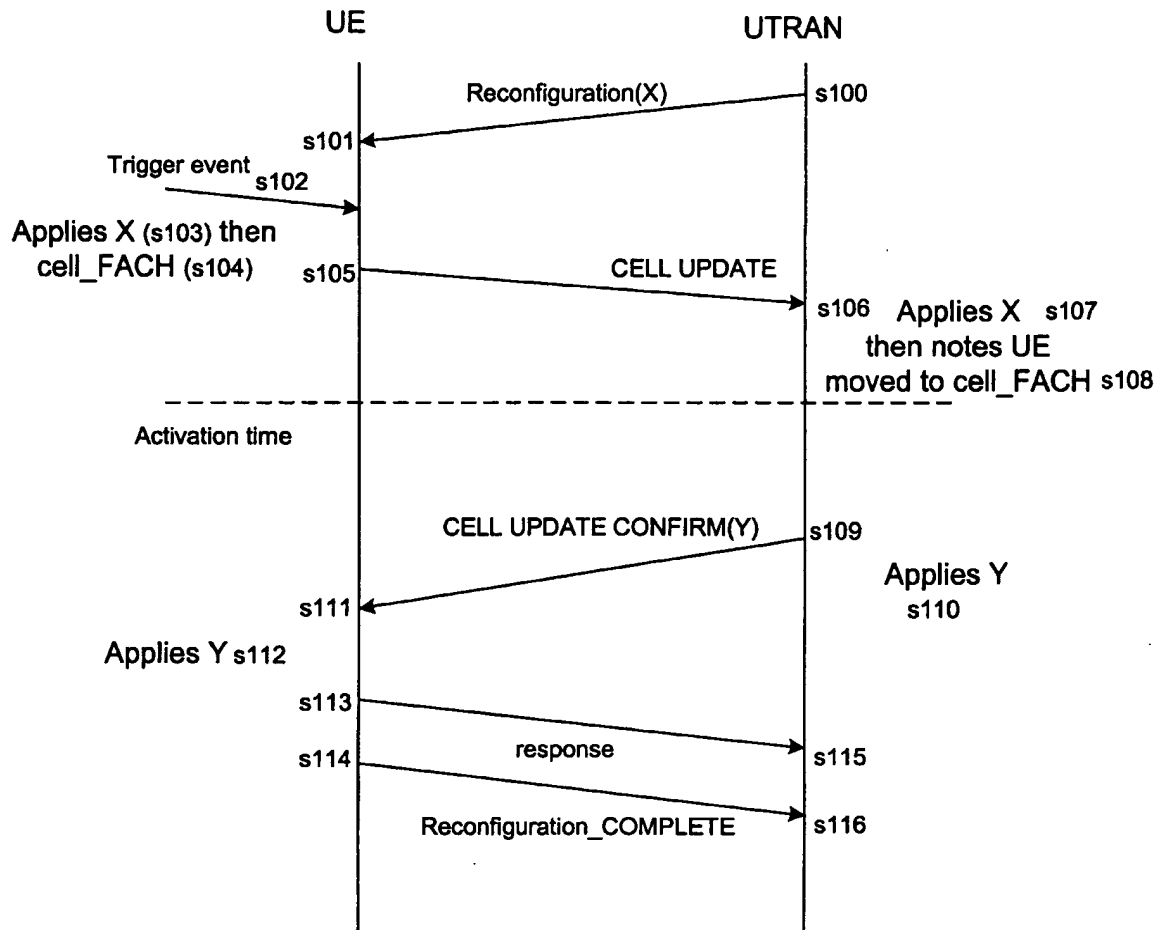 UE
UTRAN
Reconfiguration(X)
s100
s101
Trigger event
s102
Applies X (s103) then
cell_FACH (s104)
s105
CELL UPDATE
s106
Applies X s107
then notes UE
moved to cell_FACH s108
Activation time
CELL UPDATE CONFIRM(Y)
s109
Applies Y
s110
s111
Applies Y s112
s113
response
s115
s114
Reconfiguration_COMPLETE
s116